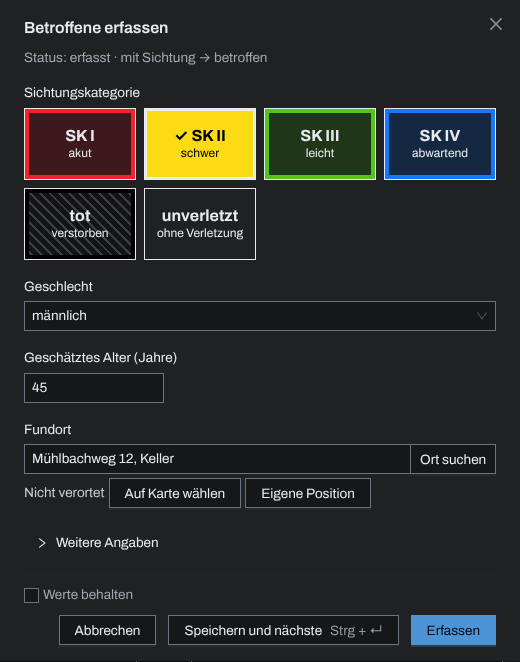 Betroffene erfassen
Status: erfasst · mit Sichtung → betroffen
Sichtungskategorie
SK I
akut
✓ SK II
schwer
SK III
leicht
SK IV
abwartend
tot
verstorben
unverletzt
ohne Verletzung
Geschlecht
männlich
Geschätztes Alter (Jahre)
45
Fundort
Mühlbachweg 12, Keller
Ort suchen
Nicht verortet
Auf Karte wählen
Eigene Position
Weitere Angaben
Werte behalten
Abbrechen
Speichern und nächste Strg + ↵
Erfassen